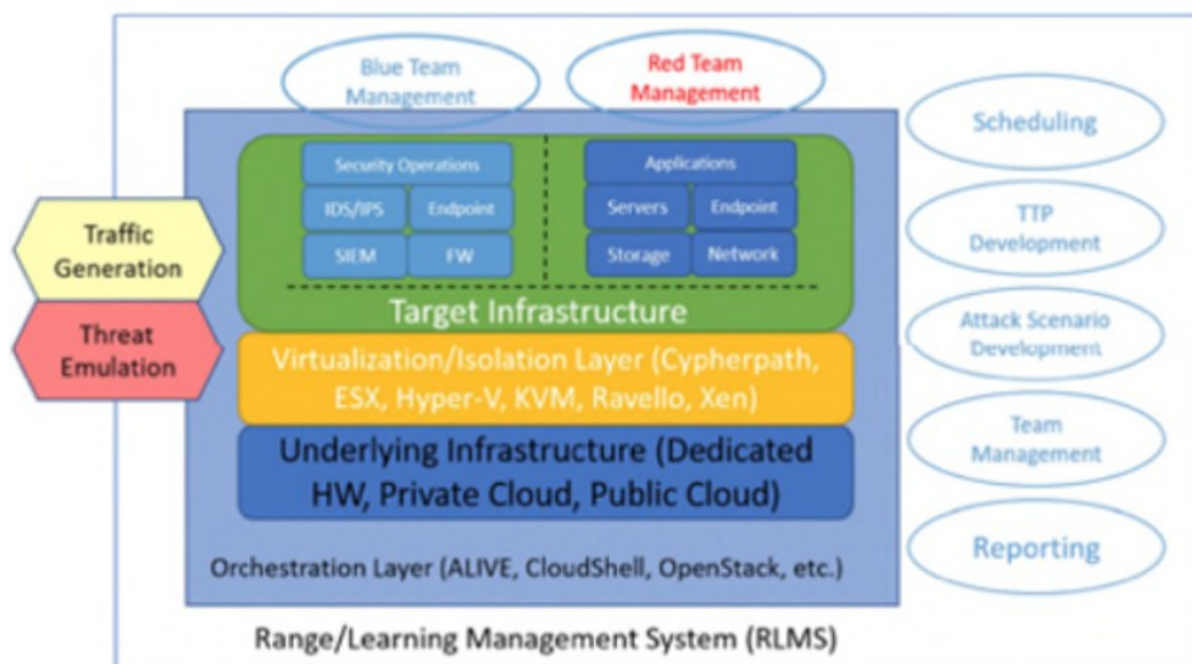 Blue Team
Management
Red Team
Management
Scheduling
Security Operations
IDS/IPS
Endpoint
SIEM
FW
Applications
Servers
Endpoint
Storage
Network
Traffic
Generation
TTP
Development
Target Infrastructure
Threat
Emulation
Attack Scenario
Development
Virtualization/Isolation Layer (Cypherpath,
ESX, Hyper-V, KVM, Ravello, Xen)
Team
Management
Underlying Infrastructure (Dedicated
HW, Private Cloud, Public Cloud)
Reporting
Orchestration Layer (ALIVE, CloudShell, OpenStack, etc.)
Range/Learning Management System (RLMS)